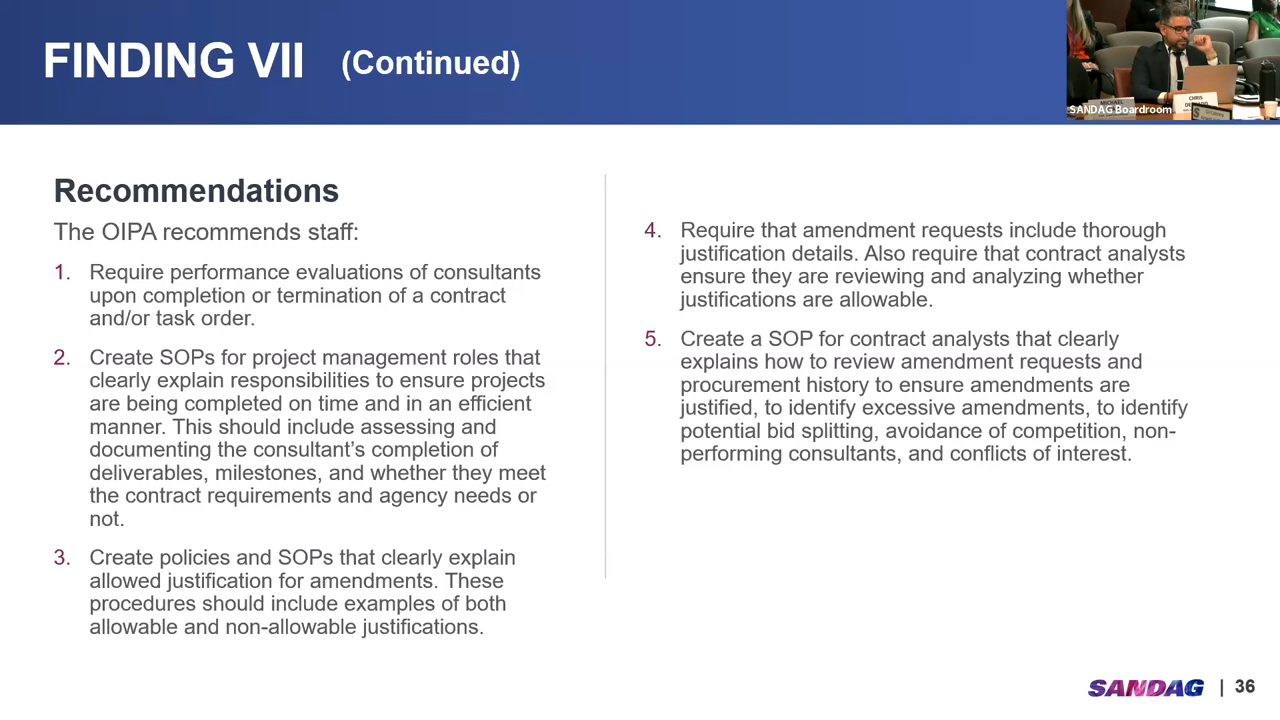 FINDING VII (Continued)
SANDAG Boardroom
CHRIS
Recommendations
The OIPA recommends staff:
1. Require performance evaluations of consultants
upon completion or termination of a contract
and/or task order.
2. Create SOPs for project management roles that
clearly explain responsibilities to ensure projects
are being completed on time and in an efficient
manner. This should include assessing and
documenting the consultant's completion of
deliverables, milestones, and whether they meet
the contract requirements and agency needs or
not.
3. Create policies and SOPs that clearly explain
allowed justification for amendments. These
procedures should include examples of both
allowable and non-allowable justifications.
4. Require that amendment requests include thorough
justification details. Also require that contract analysts
ensure they are reviewing and analyzing whether
justifications are allowable.
5. Create a SOP for contract analysts that clearly
explains how to review amendment requests and
procurement history to ensure amendments are
justified, to identify excessive amendments, to identify
potential bid splitting, avoidance of competition, non-
performing consultants, and conflicts of interest.
SANDAG | 36